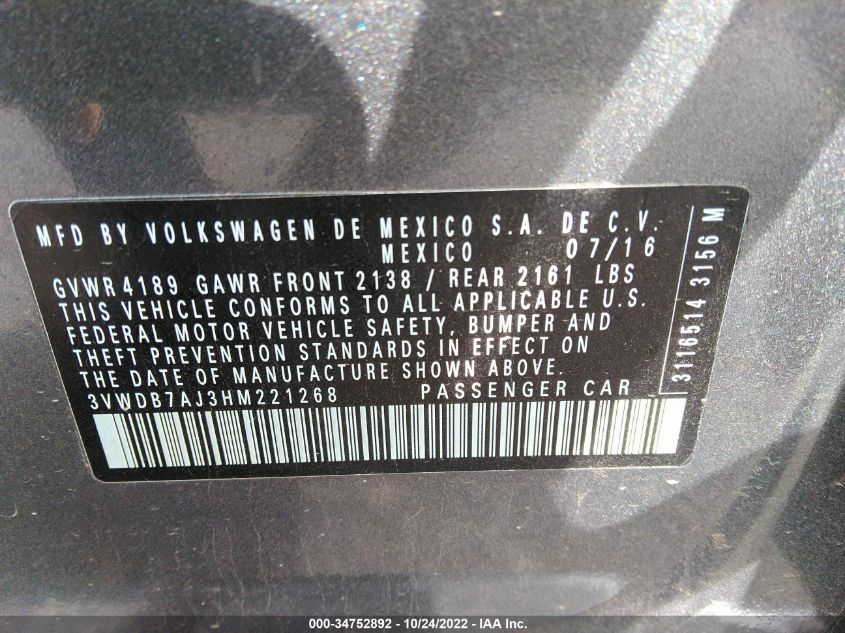 MFD BY VOLKSWAGEN DE MEXICO S.A. DE C.V.
MEXICO 07/16
GVWR 4189 GAWR FRONT 2138 / REAR 2161 LBS
THIS VEHICLE CONFORMS TO ALL APPLICABLE U.S.
FEDERAL MOTOR VEHICLE SAFETY, BUMPER AND
THEFT PREVENTION STANDARDS IN EFFECT ON
THE DATE OF MANUFACTURE SHOWN ABOVE.
3VWDB7AJ3HM221268 PASSENGER CAR
3116514 3156 M
000-34752892 - 10/24/2022 - IAA Inc.